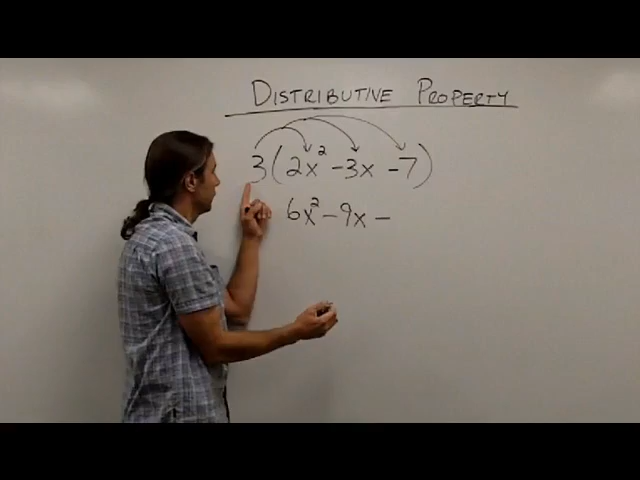 DISTRIBUTIVE PROPERTY
3(2x² - 3x - 7)
6x² - 9x -